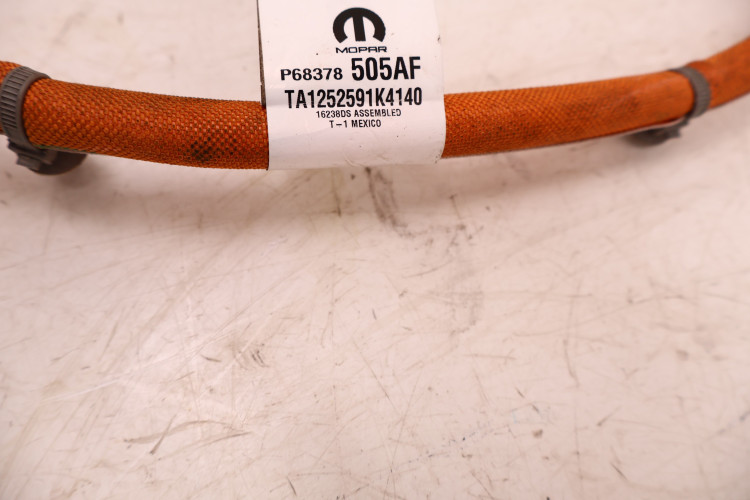 MOPAR
P68378 505AF
TA1252591K4140
16238DS ASSEMBLED
T-1 MEXICO